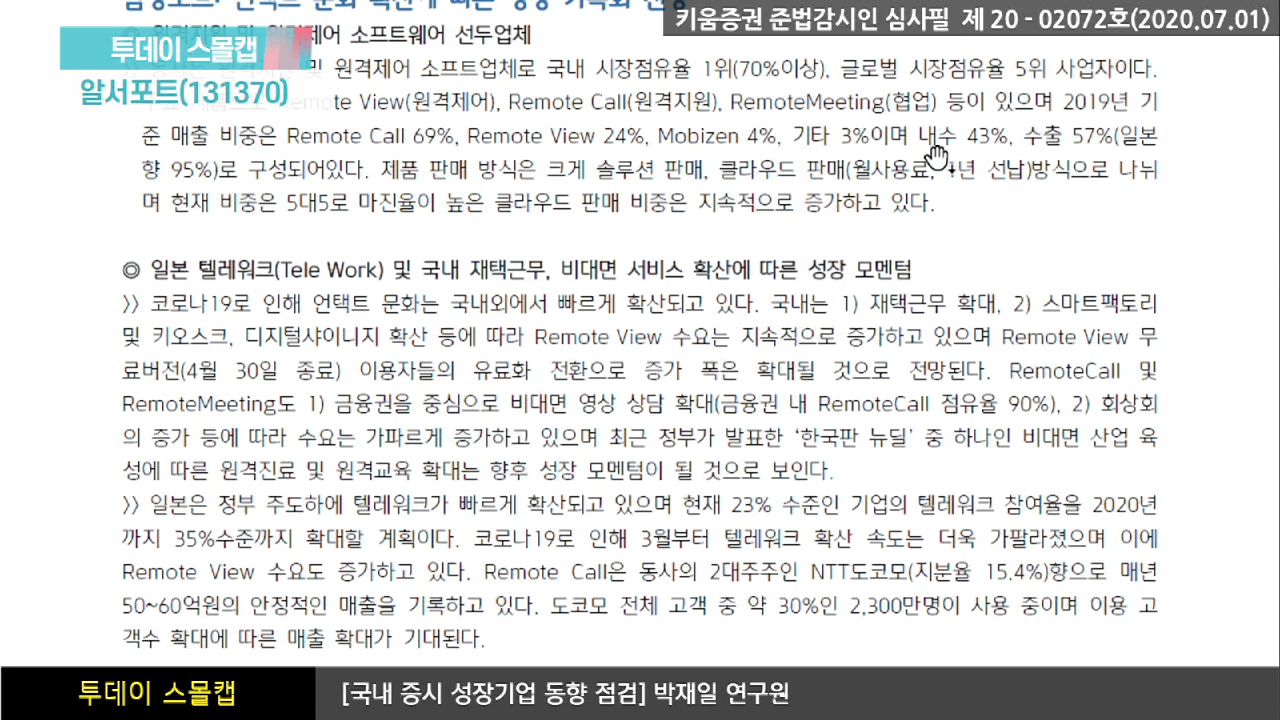 키움증권 준법감시인 심사필 제 20 - 02072호(2020.07.01)
투데이 스몰캡
알서포트(131370)
소프트웨어 선두업체
및 원격제어 소프트업체로 국내 시장점유율 1위(70%이상), 글로벌 시장점유율 5위 사업자이다.
View(원격제어), Remote Call(원격지원), RemoteMeeting(협업) 등이 있으며 2019년 기
준 매출 비중은 Remote Call 69%, Remote View 24%, Mobizen 4%, 기타 3%이며 내수 43%, 수출 57%(일본
향 95%)로 구성되어있다. 제품 판매 방식은 크게 솔루션 판매, 클라우드 판매(월사용료, 년 선납)방식으로 나뉘
며 현재 비중은 5대5로 마진율이 높은 클라우드 판매 비중은 지속적으로 증가하고 있다.
◎ 일본 텔레워크(Tele Work) 및 국내 재택근무, 비대면 서비스 확산에 따른 성장 모멘텀
〉〉 코로나19로 인해 언택트 문화는 국내외에서 빠르게 확산되고 있다. 국내는 1) 재택근무 확대, 2) 스마트팩토리
및 키오스크, 디지털샤이니지 확산 등에 따라 Remote View 수요는 지속적으로 증가하고 있으며 Remote View 무
료버전(4월 30일 종료) 이용자들의 유료화 전환으로 증가 폭은 확대될 것으로 전망된다. RemoteCall 및
RemoteMeeting도 1) 금융권을 중심으로 비대면 영상 상담 확대(금융권 내 RemoteCall 점유율 90%), 2) 회상회
의 증가 등에 따라 수요는 가파르게 증가하고 있으며 최근 정부가 발표한 ‘한국판 뉴딜’ 중 하나인 비대면 산업 육
성에 따른 원격진료 및 원격교육 확대는 향후 성장 모멘텀이 될 것으로 보인다.
〉〉 일본은 정부 주도하에 텔레워크가 빠르게 확산되고 있으며 현재 23% 수준인 기업의 텔레워크 참여율을 2020년
까지 35%수준까지 확대할 계획이다. 코로나19로 인해 3월부터 텔레워크 확산 속도는 더욱 가팔라졌으며 이에
Remote View 수요도 증가하고 있다. Remote Call은 동사의 2대주주인 NTT도코모(지분율 15.4%)향으로 매년
50~60억원의 안정적인 매출을 기록하고 있다. 도코모 전체 고객 중 약 30%인 2,300만명이 사용 중이며 이용 고
객수 확대에 따른 매출 확대가 기대된다.
투데이 스몰캡
[국내 증시 성장기업 동향 점검] 박재일 연구원